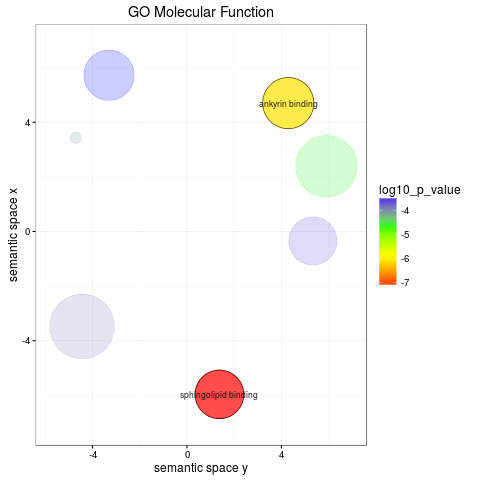 GO Molecular Function
ankyrin binding
sphingolipid binding
4
0
-4
-4
0
4
semantic space x
semantic space y
log10_p_value
-4
-5
-6
-7